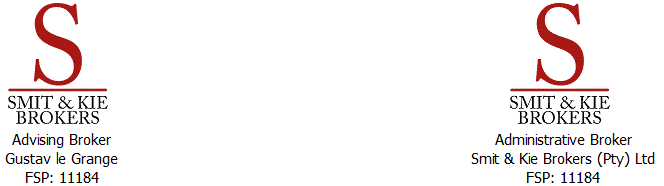 S
SMIT & KIE
BROKERS
Advising Broker
Gustav le Grange
FSP: 11184
S
SMIT & KIE
BROKERS
Administrative Broker
Smit & Kie Brokers (Pty) Ltd
FSP: 11184